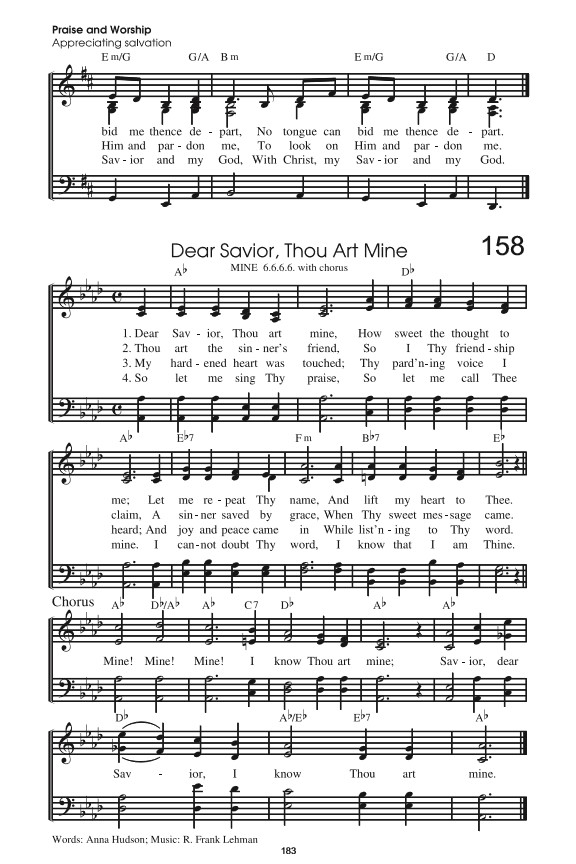 Praise and Worship
Appreciating salvation
Em/G G/A Bm Em/G G/A D
bid me thence de - part, No tongue can bid me thence de - part.
Him and par - don me, To look on Him and par - don me.
Sav - ior and my God, With Christ, my Sav - ior and my God.
Dear Savior, Thou Art Mine 158
MINE 6.6.6.6. with chorus
A♭ D♭
1. Dear Sav - ior, Thou art mine, How sweet the thought to
2. Thou art the sin - ner's friend, So I Thy friend - ship
3. My hard - ened heart was touched; Thy pard'n - ing voice I
4. So let me sing Thy praise, So let me call Thee
A♭ E♭7 Fm B♭7 E♭
me; Let me re - peat Thy name, And lift my heart to Thee.
claim, A sin - ner saved by grace, When Thy sweet mes - sage came.
heard; And joy and peace came in While list'n - ing to Thy word.
mine. I can - not doubt Thy word, I know that I am Thine.
Chorus A♭ D♭/A♭ A♭ C7 D♭ A♭ A♭
Mine! Mine! Mine! I know Thou art mine; Sav - ior, dear
D♭ A♭/E♭ E♭7 A♭
Sav - ior, I know Thou art mine.
Words: Anna Hudson; Music: R. Frank Lehman
183